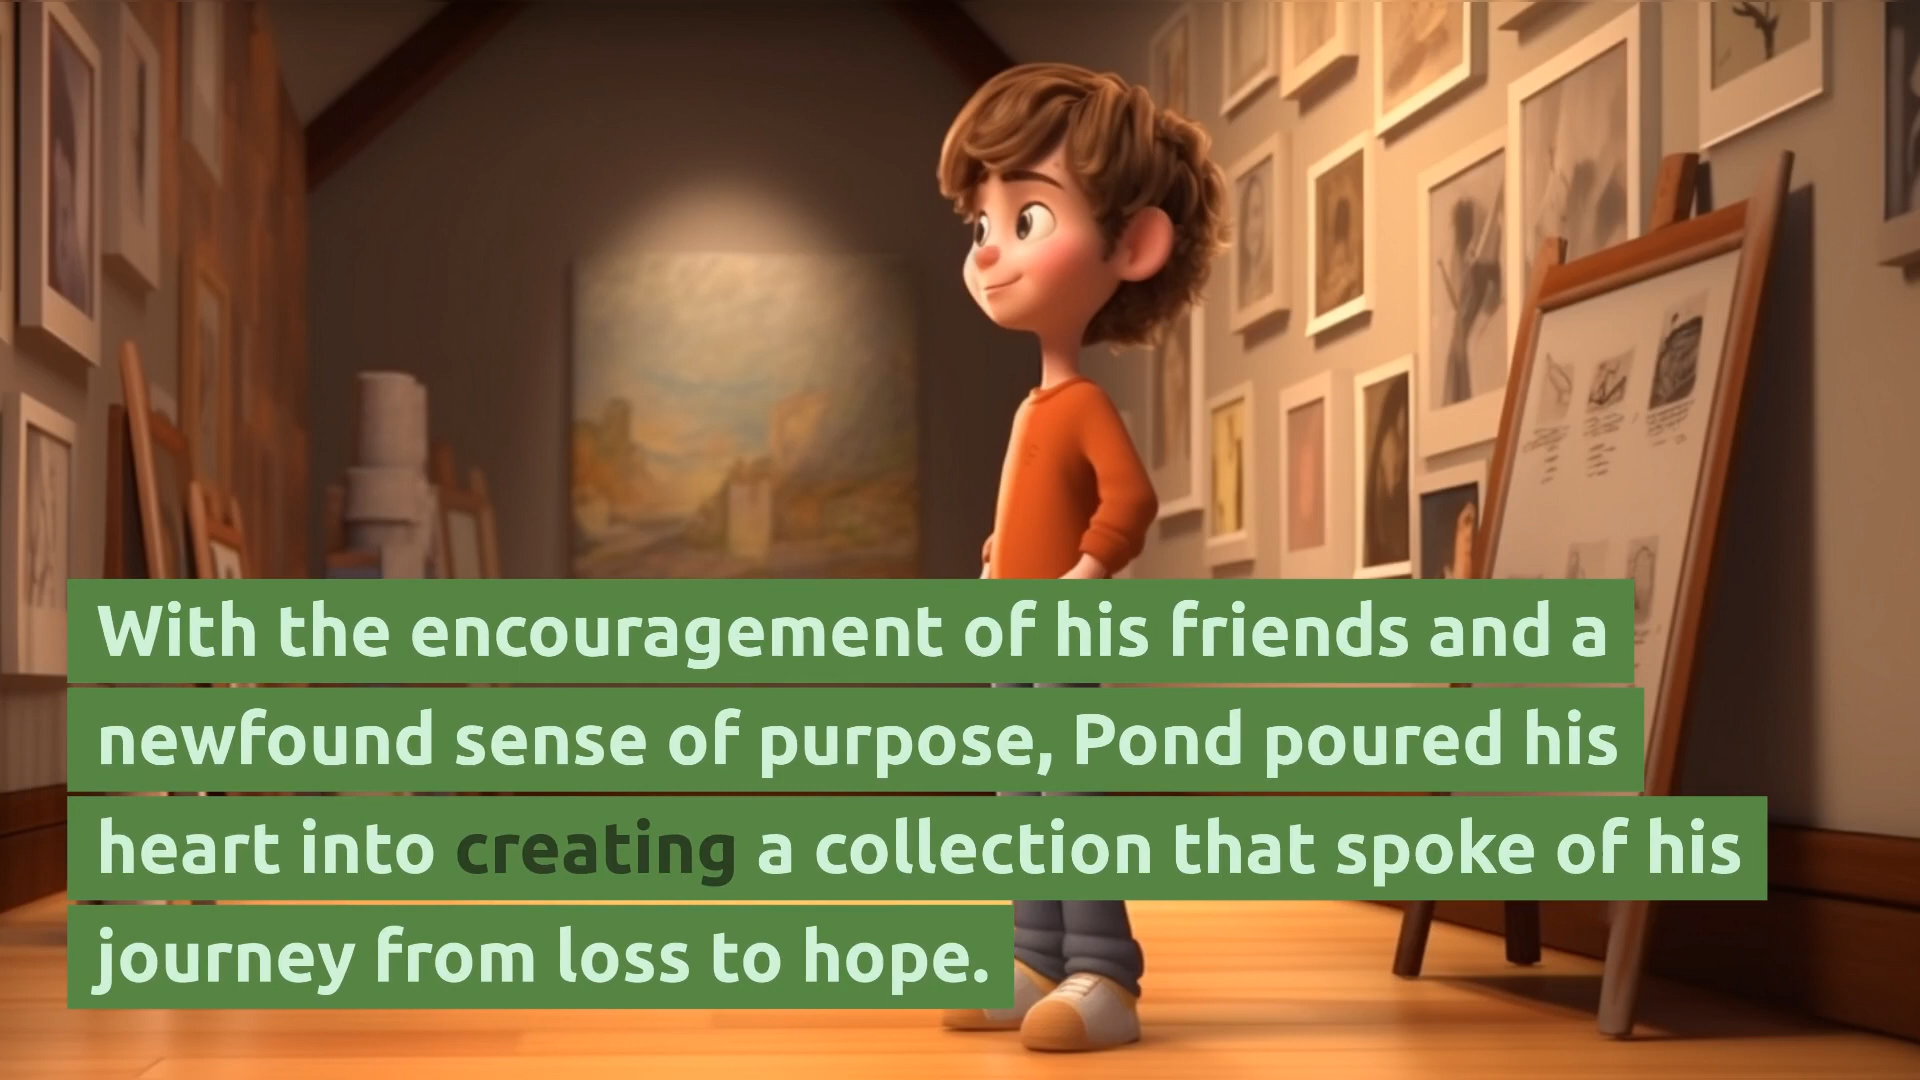 With the encouragement of his friends and a
newfound sense of purpose, Pond poured his
heart into creating a collection that spoke of his
journey from loss to hope.